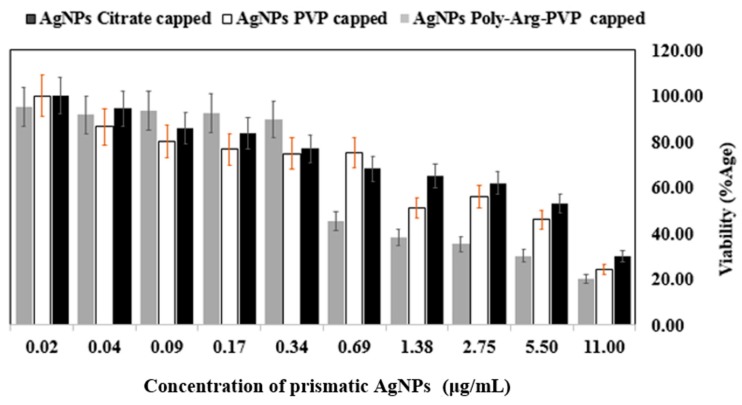 AgNPs Citrate capped AgNPs PVP capped AgNPs Poly-Arg-PVP capped
120.00
100.00
80.00
60.00
40.00
20.00
0.00
Viability (%Age)
0.02 0.04 0.09 0.17 0.34 0.69 1.38 2.75 5.50 11.00
Concentration of prismatic AgNPs (µg/mL)